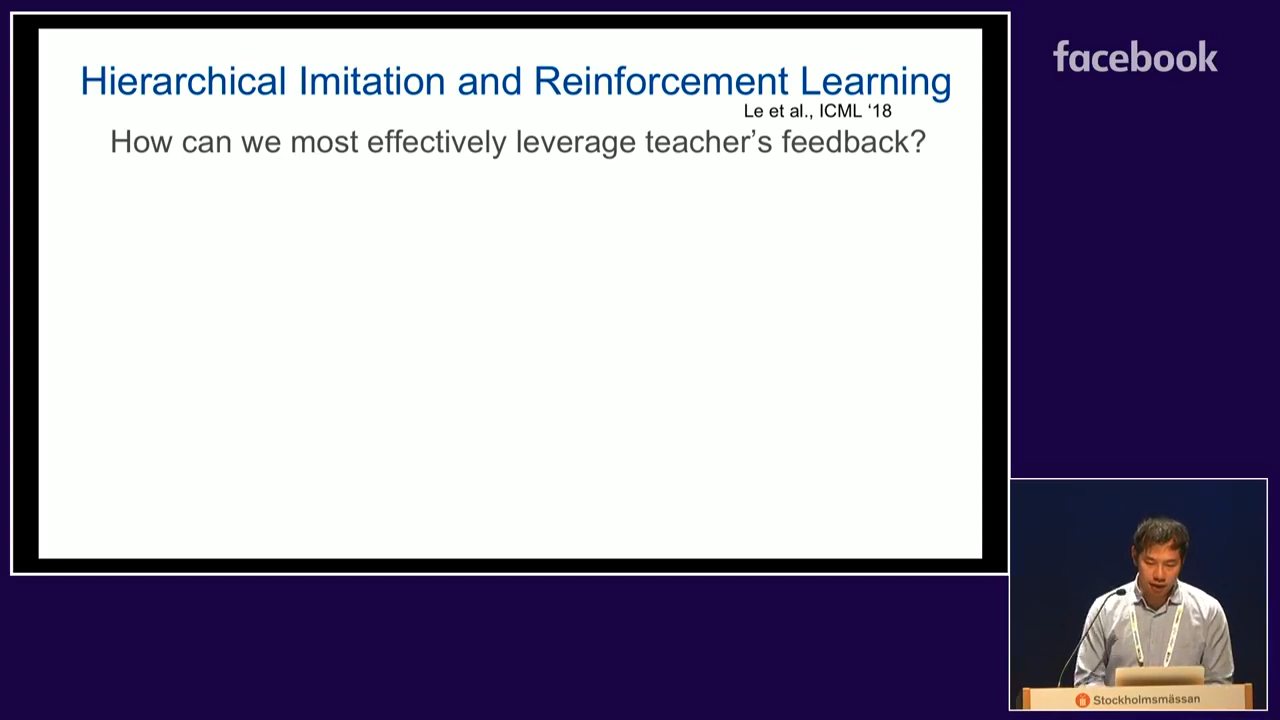 Hierarchical Imitation and Reinforcement Learning
Le et al., ICML ‘18
How can we most effectively leverage teacher’s feedback?
facebook
Stockholmsmässan